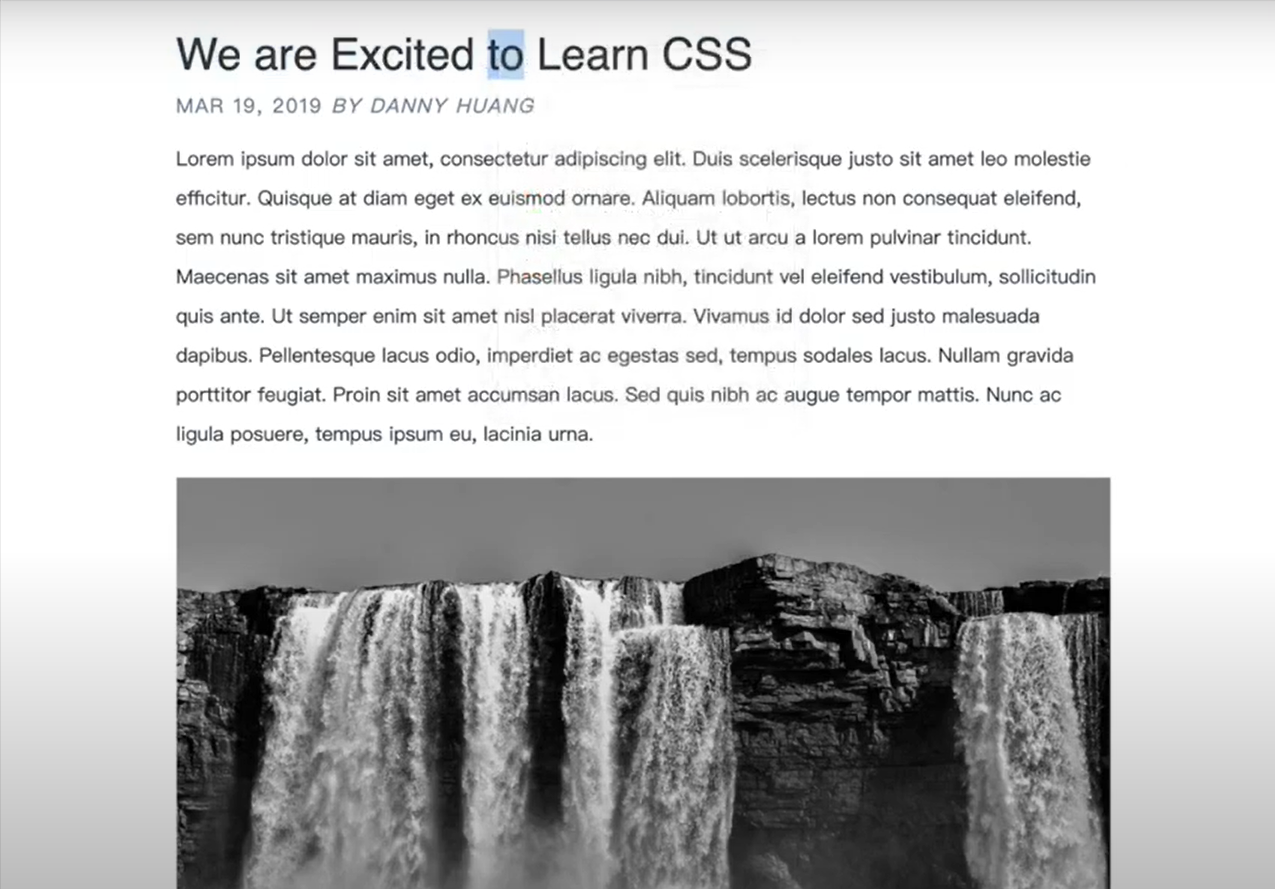 We are Excited to Learn CSS
MAR 19, 2019 BY DANNY HUANG
Lorem ipsum dolor sit amet, consectetur adipiscing elit. Duis scelerisque justo sit amet leo molestie
efficitur. Quisque at diam eget ex euismod ornare. Aliquam lobortis, lectus non consequat eleifend,
sem nunc tristique mauris, in rhoncus nisi tellus nec dui. Ut ut arcu a lorem pulvinar tincidunt.
Maecenas sit amet maximus nulla. Phasellus ligula nibh, tincidunt vel eleifend vestibulum, sollicitudin
quis ante. Ut semper enim sit amet nisl placerat viverra. Vivamus id dolor sed justo malesuada
dapibus. Pellentesque lacus odio, imperdiet ac egestas sed, tempus sodales lacus. Nullam gravida
porttitor feugiat. Proin sit amet accumsan lacus. Sed quis nibh ac augue tempor mattis. Nunc ac
ligula posuere, tempus ipsum eu, lacinia urna.